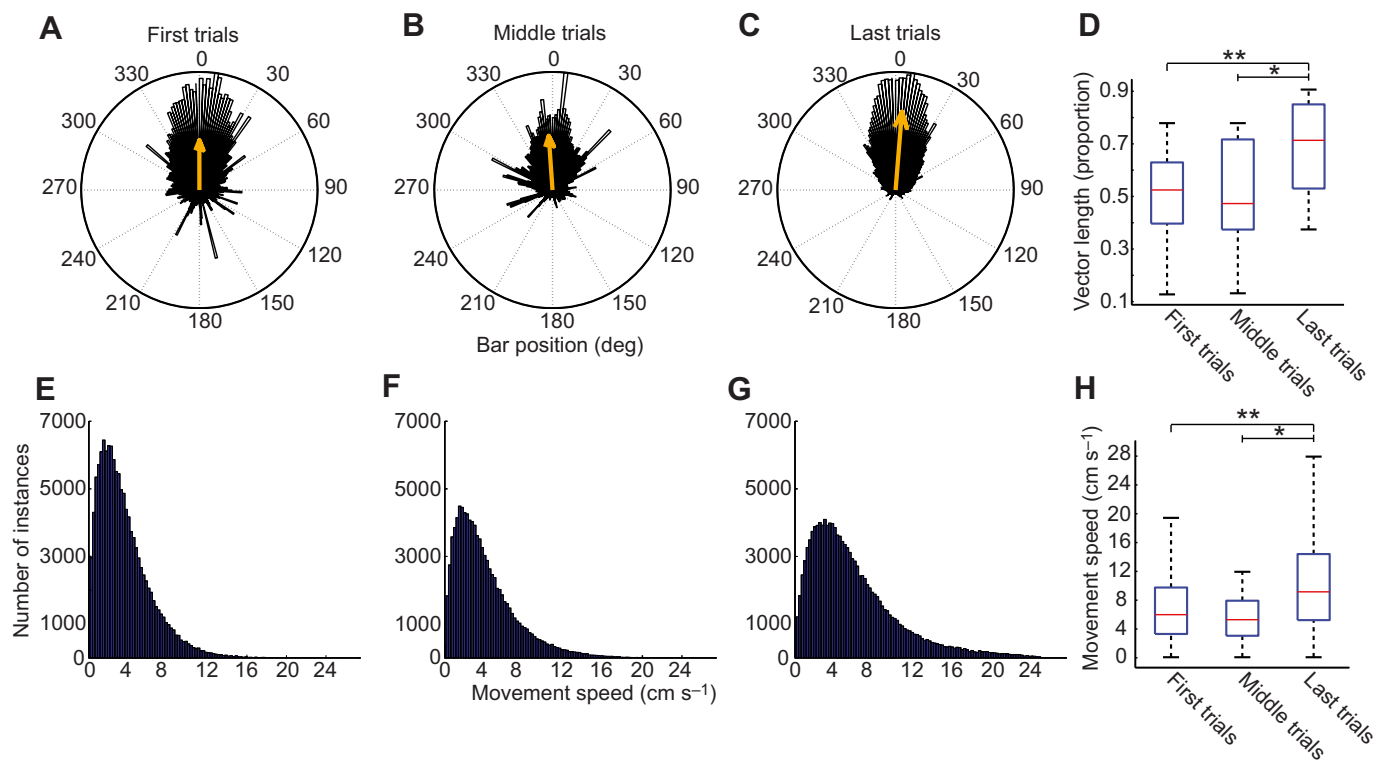 A
First trials
0
330
30
300
60
270
90
240
120
210
150
180
B
Middle trials
0
330
30
300
60
270
90
240
120
210
150
180
Bar position (deg)
C
Last trials
0
330
30
300
60
270
90
240
120
210
150
180
D
**
*
Vector length (proportion)
0.9
0.7
0.5
0.3
0.1
First trials
Middle trials
Last trials
E
Number of instances
7000
5000
3000
1000
0
0 4 8 12 16 20 24
F
7000
5000
3000
1000
0
0 4 8 12 16 20 24
Movement speed (cm s–1)
G
7000
5000
3000
1000
0
0 4 8 12 16 20 24
H
**
*
Movement speed (cm s–1)
28
24
20
16
12
8
4
0
First trials
Middle trials
Last trials